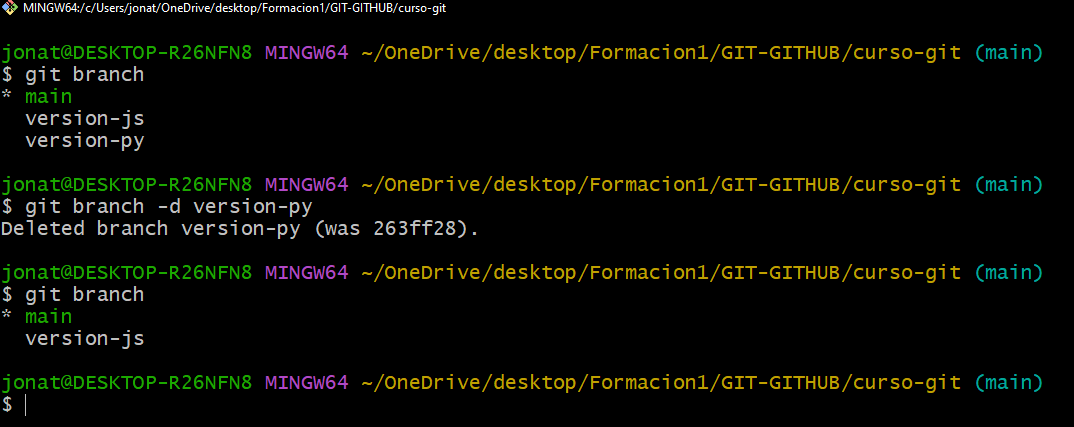 MINGW64:/c/Users/jonat/OneDrive/desktop/Formacion1/GIT-GITHUB/curso-git
jonat@DESKTOP-R26NFN8 MINGW64 ~/OneDrive/desktop/Formacion1/GIT-GITHUB/curso-git (main)
$ git branch
* main
  version-js
  version-py
jonat@DESKTOP-R26NFN8 MINGW64 ~/OneDrive/desktop/Formacion1/GIT-GITHUB/curso-git (main)
$ git branch -d version-py
Deleted branch version-py (was 263ff28).
jonat@DESKTOP-R26NFN8 MINGW64 ~/OneDrive/desktop/Formacion1/GIT-GITHUB/curso-git (main)
$ git branch
* main
  version-js
jonat@DESKTOP-R26NFN8 MINGW64 ~/OneDrive/desktop/Formacion1/GIT-GITHUB/curso-git (main)
$